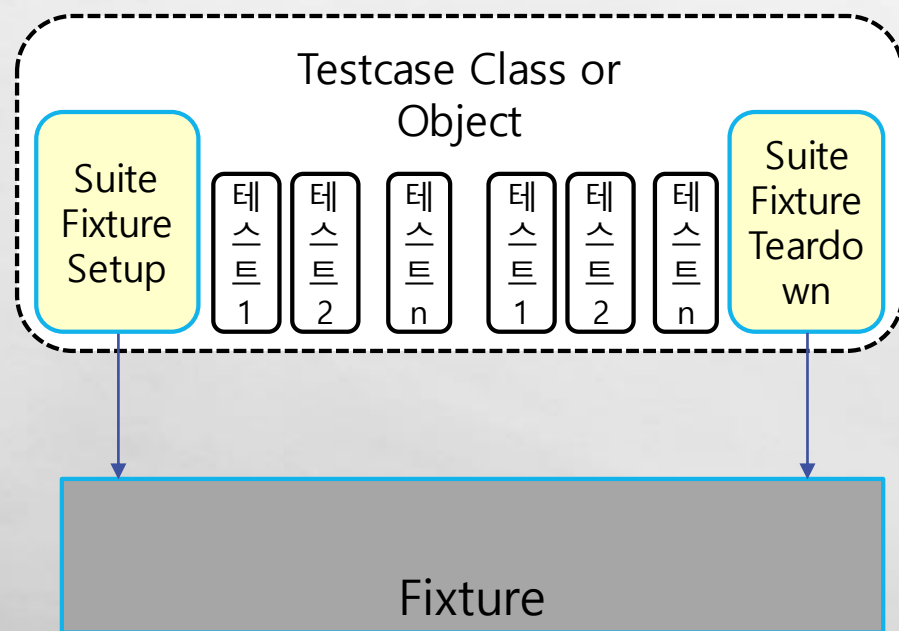 Testcase Class or
Object
Suite
Fixture
Setup
테
스
트
1
테
스
트
2
테
스
트
n
테
스
트
1
테
스
트
2
테
스
트
n
Suite
Fixture
Teardo
wn
Fixture